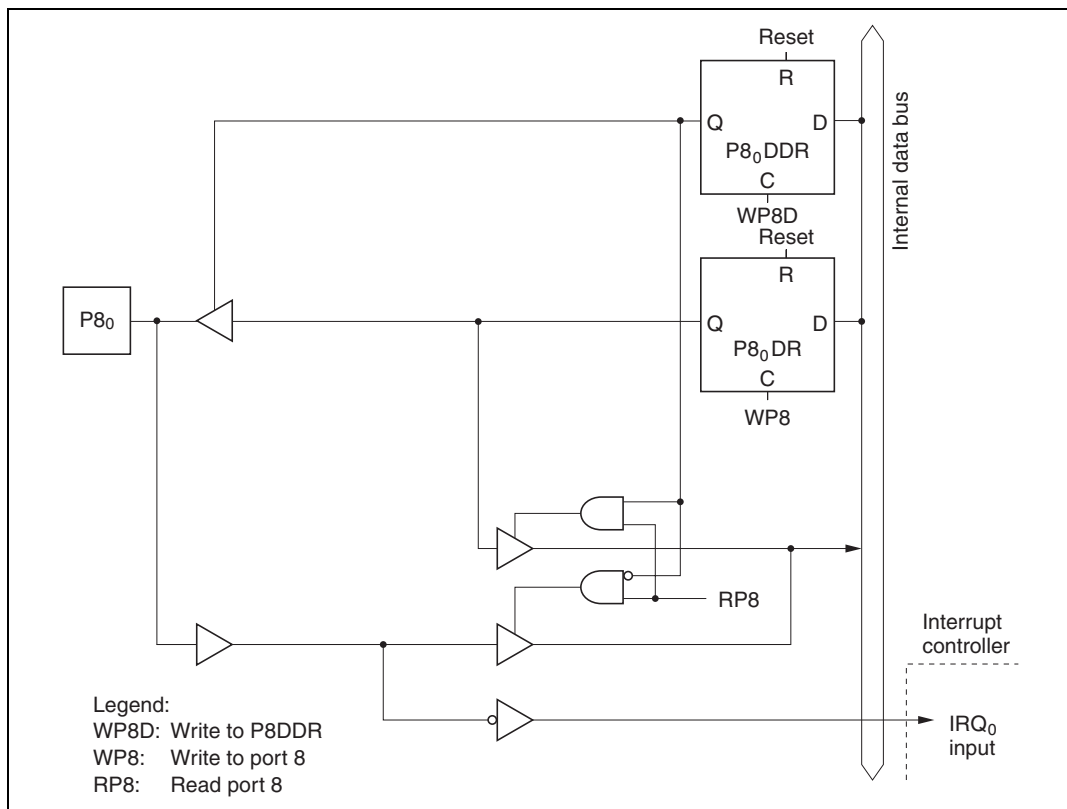 Reset
R
Q D
P8₀DDR
C
WP8D
Reset
R
Q D
P8₀DR
C
WP8
Internal data bus
P8₀
RP8
Interrupt
controller
IRQ₀
input
Legend:
WP8D: Write to P8DDR
WP8: Write to port 8
RP8: Read port 8